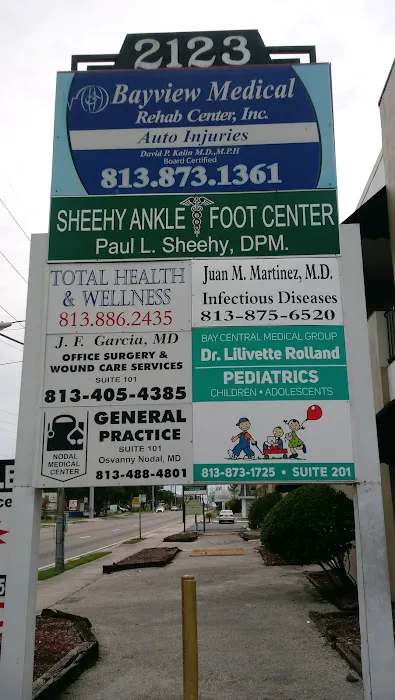 2123
Bayview Medical
Rehab Center, Inc.
Auto Injuries
David P. Kalin M.D., M.P.H
Board Certified
813.873.1361
SHEEHY ANKLE FOOT CENTER
Paul L. Sheehy, DPM.
TOTAL HEALTH
& WELLNESS
813.886.2435
Juan M. Martinez, M.D.
Infectious Diseases
813-875-6520
J. F. Garcia, MD
OFFICE SURGERY &
WOUND CARE SERVICES
SUITE 101
813-405-4385
BAY CENTRAL MEDICAL GROUP
Dr. Lilivette Rolland
PEDIATRICS
CHILDREN • ADOLESCENTS
813-873-1725 • SUITE 201
NODAL
MEDICAL
CENTER
GENERAL
PRACTICE
SUITE 101
Osvanny Nodal, MD
813-488-4801